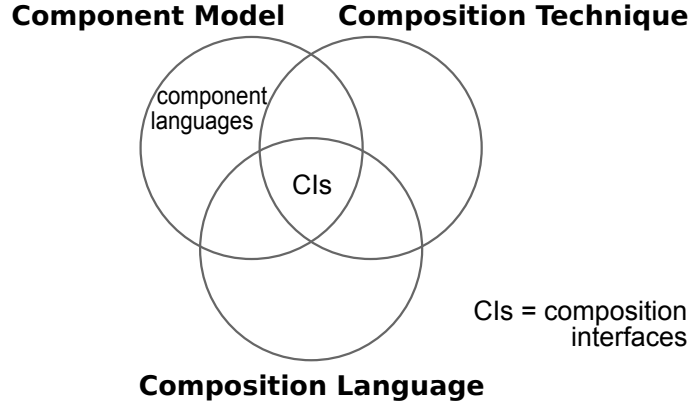 Component Model
Composition Technique
component
languages
CIs
CIs = composition
interfaces
Composition Language